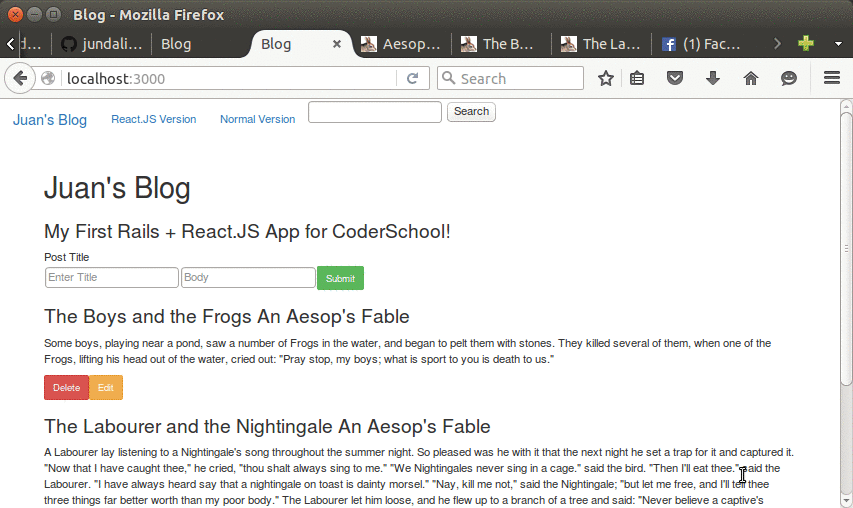 Blog - Mozilla Firefox
d...
jundali...
Blog
Blog
Aesop...
The B...
The La...
(1) Fac...
localhost:3000
Search
Juan's Blog
React.JS Version
Normal Version
Search
Juan's Blog
My First Rails + React.JS App for CoderSchool!
Post Title
Enter Title
Body
Submit
The Boys and the Frogs An Aesop's Fable
Some boys, playing near a pond, saw a number of Frogs in the water, and began to pelt them with stones. They killed several of them, when one of the
Frogs, lifting his head out of the water, cried out: "Pray stop, my boys; what is sport to you is death to us."
Delete
Edit
The Labourer and the Nightingale An Aesop's Fable
A Labourer lay listening to a Nightingale's song throughout the summer night. So pleased was he with it that the next night he set a trap for it and captured it.
"Now that I have caught thee," he cried, "thou shalt always sing to me." "We Nightingales never sing in a cage." said the bird. "Then I'll eat thee." said the
Labourer. "I have always heard say that a nightingale on toast is dainty morsel." "Nay, kill me not," said the Nightingale; "but let me free, and I'll tell thee
three things far better worth than my poor body." The Labourer let him loose, and he flew up to a branch of a tree and said: "Never believe a captive's